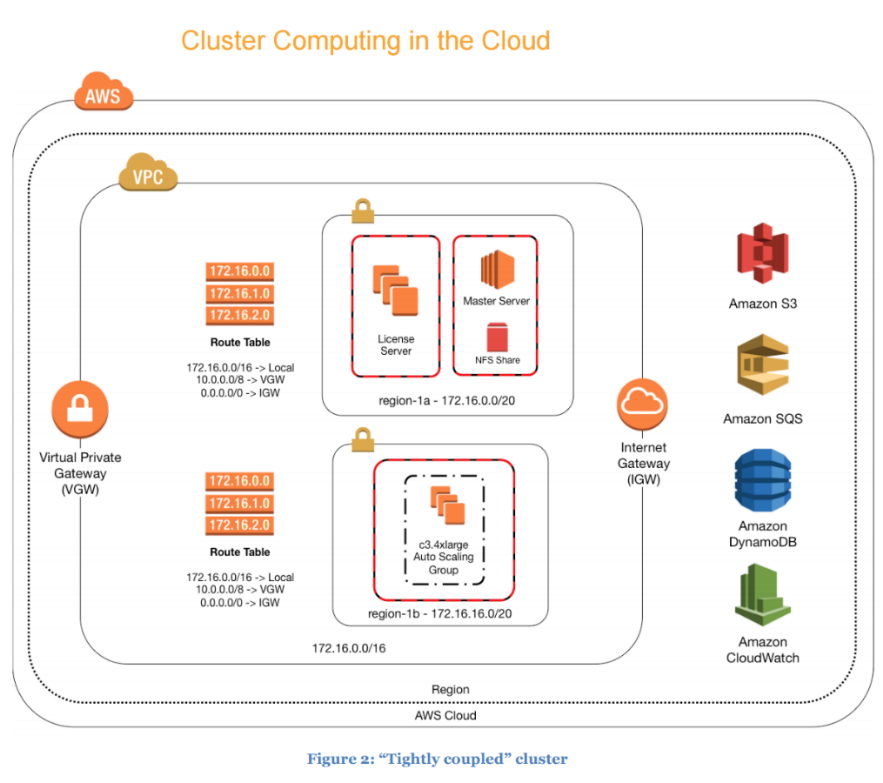 Cluster Computing in the Cloud
AWS
VPC
172.16.0.0
172.16.1.0
172.16.2.0
Route Table
172.16.0.0/16 -> Local
10.0.0.0/8 -> VGW
0.0.0.0/0 -> IGW
License
Server
Master Server
NFS Share
region-1a - 172.16.0.0/20
Virtual Private
Gateway
(VGW)
Internet
Gateway
(IGW)
172.16.0.0
172.16.1.0
172.16.2.0
Route Table
172.16.0.0/16 -> Local
10.0.0.0/8 -> VGW
0.0.0.0/0 -> IGW
c3.4xlarge
Auto Scaling
Group
region-1b - 172.16.16.0/20
172.16.0.0/16
Amazon S3
Amazon SQS
Amazon
DynamoDB
Amazon
CloudWatch
Region
AWS Cloud
Figure 2: “Tightly coupled” cluster